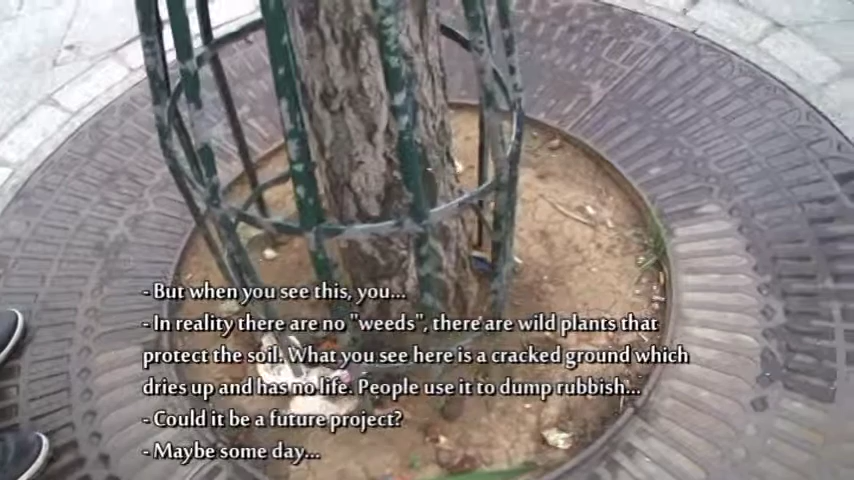 - But when you see this, you...
- In reality there are no "weeds", there are wild plants that
protect the soil. What you see here is a cracked ground which
dries up and has no life. People use it to dump rubbish...
- Could it be a future project?
- Maybe some day...